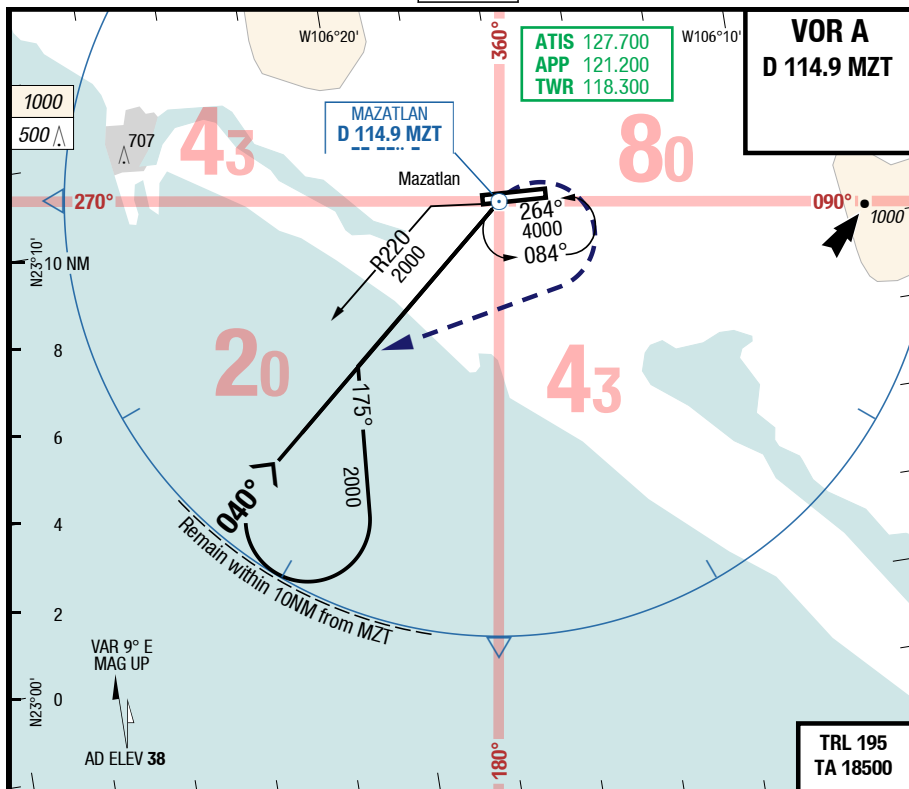 W106°20'
360°
ATIS 127.700
APP 121.200
TWR 118.300
W106°10'
VOR A
D 114.9 MZT
1000
500
707
43
MAZATLAN
D 114.9 MZT
80
Mazatlan
270°
090°
1000
264°
4000
084°
R220
2000
N23°10'
10 NM
8
20
43
175°
2000
6
040°
4
Remain within 10NM from MZT
2
VAR 9° E
MAG UP
N23°00'
0
AD ELEV 38
180°
TRL 195
TA 18500